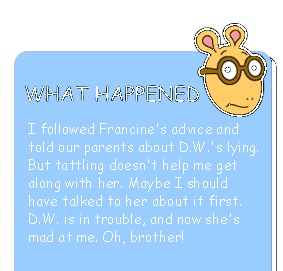 WHAT HAPPENED
I followed Francine's advice and
told our parents about D.W.'s lying.
But tattling doesn't help me get
along with her. Maybe I should
have talked to her about it first.
D.W. is in trouble, and now she's
mad at me. Oh, brother!